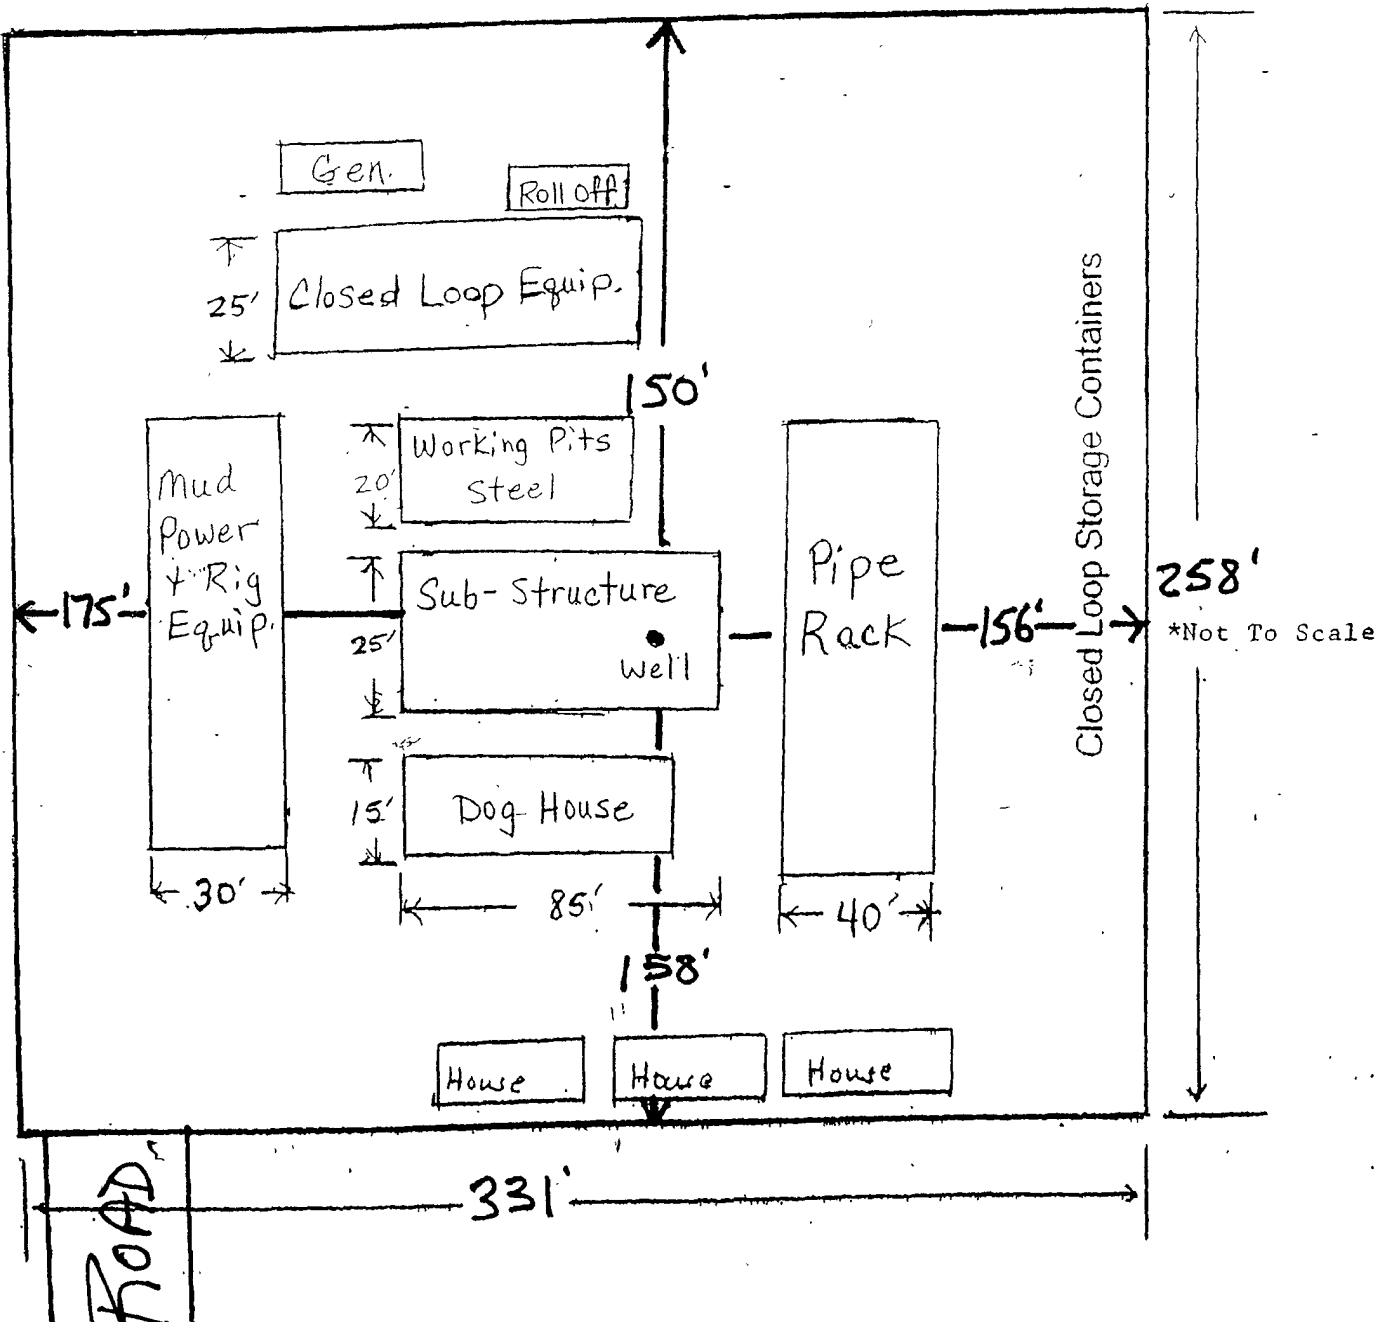 Gen.
Roll Off
25'
Closed Loop Equip.
150'
Working Pits
Steel
20'
Mud
Power
+ Rig
Equip.
175'
Sub-Structure
Well
25'
Pipe
Rack
156'
Closed Loop Storage Containers
258'
*Not To Scale
Dog House
15'
30'
85'
40'
158'
House
House
House
331'
ROAD